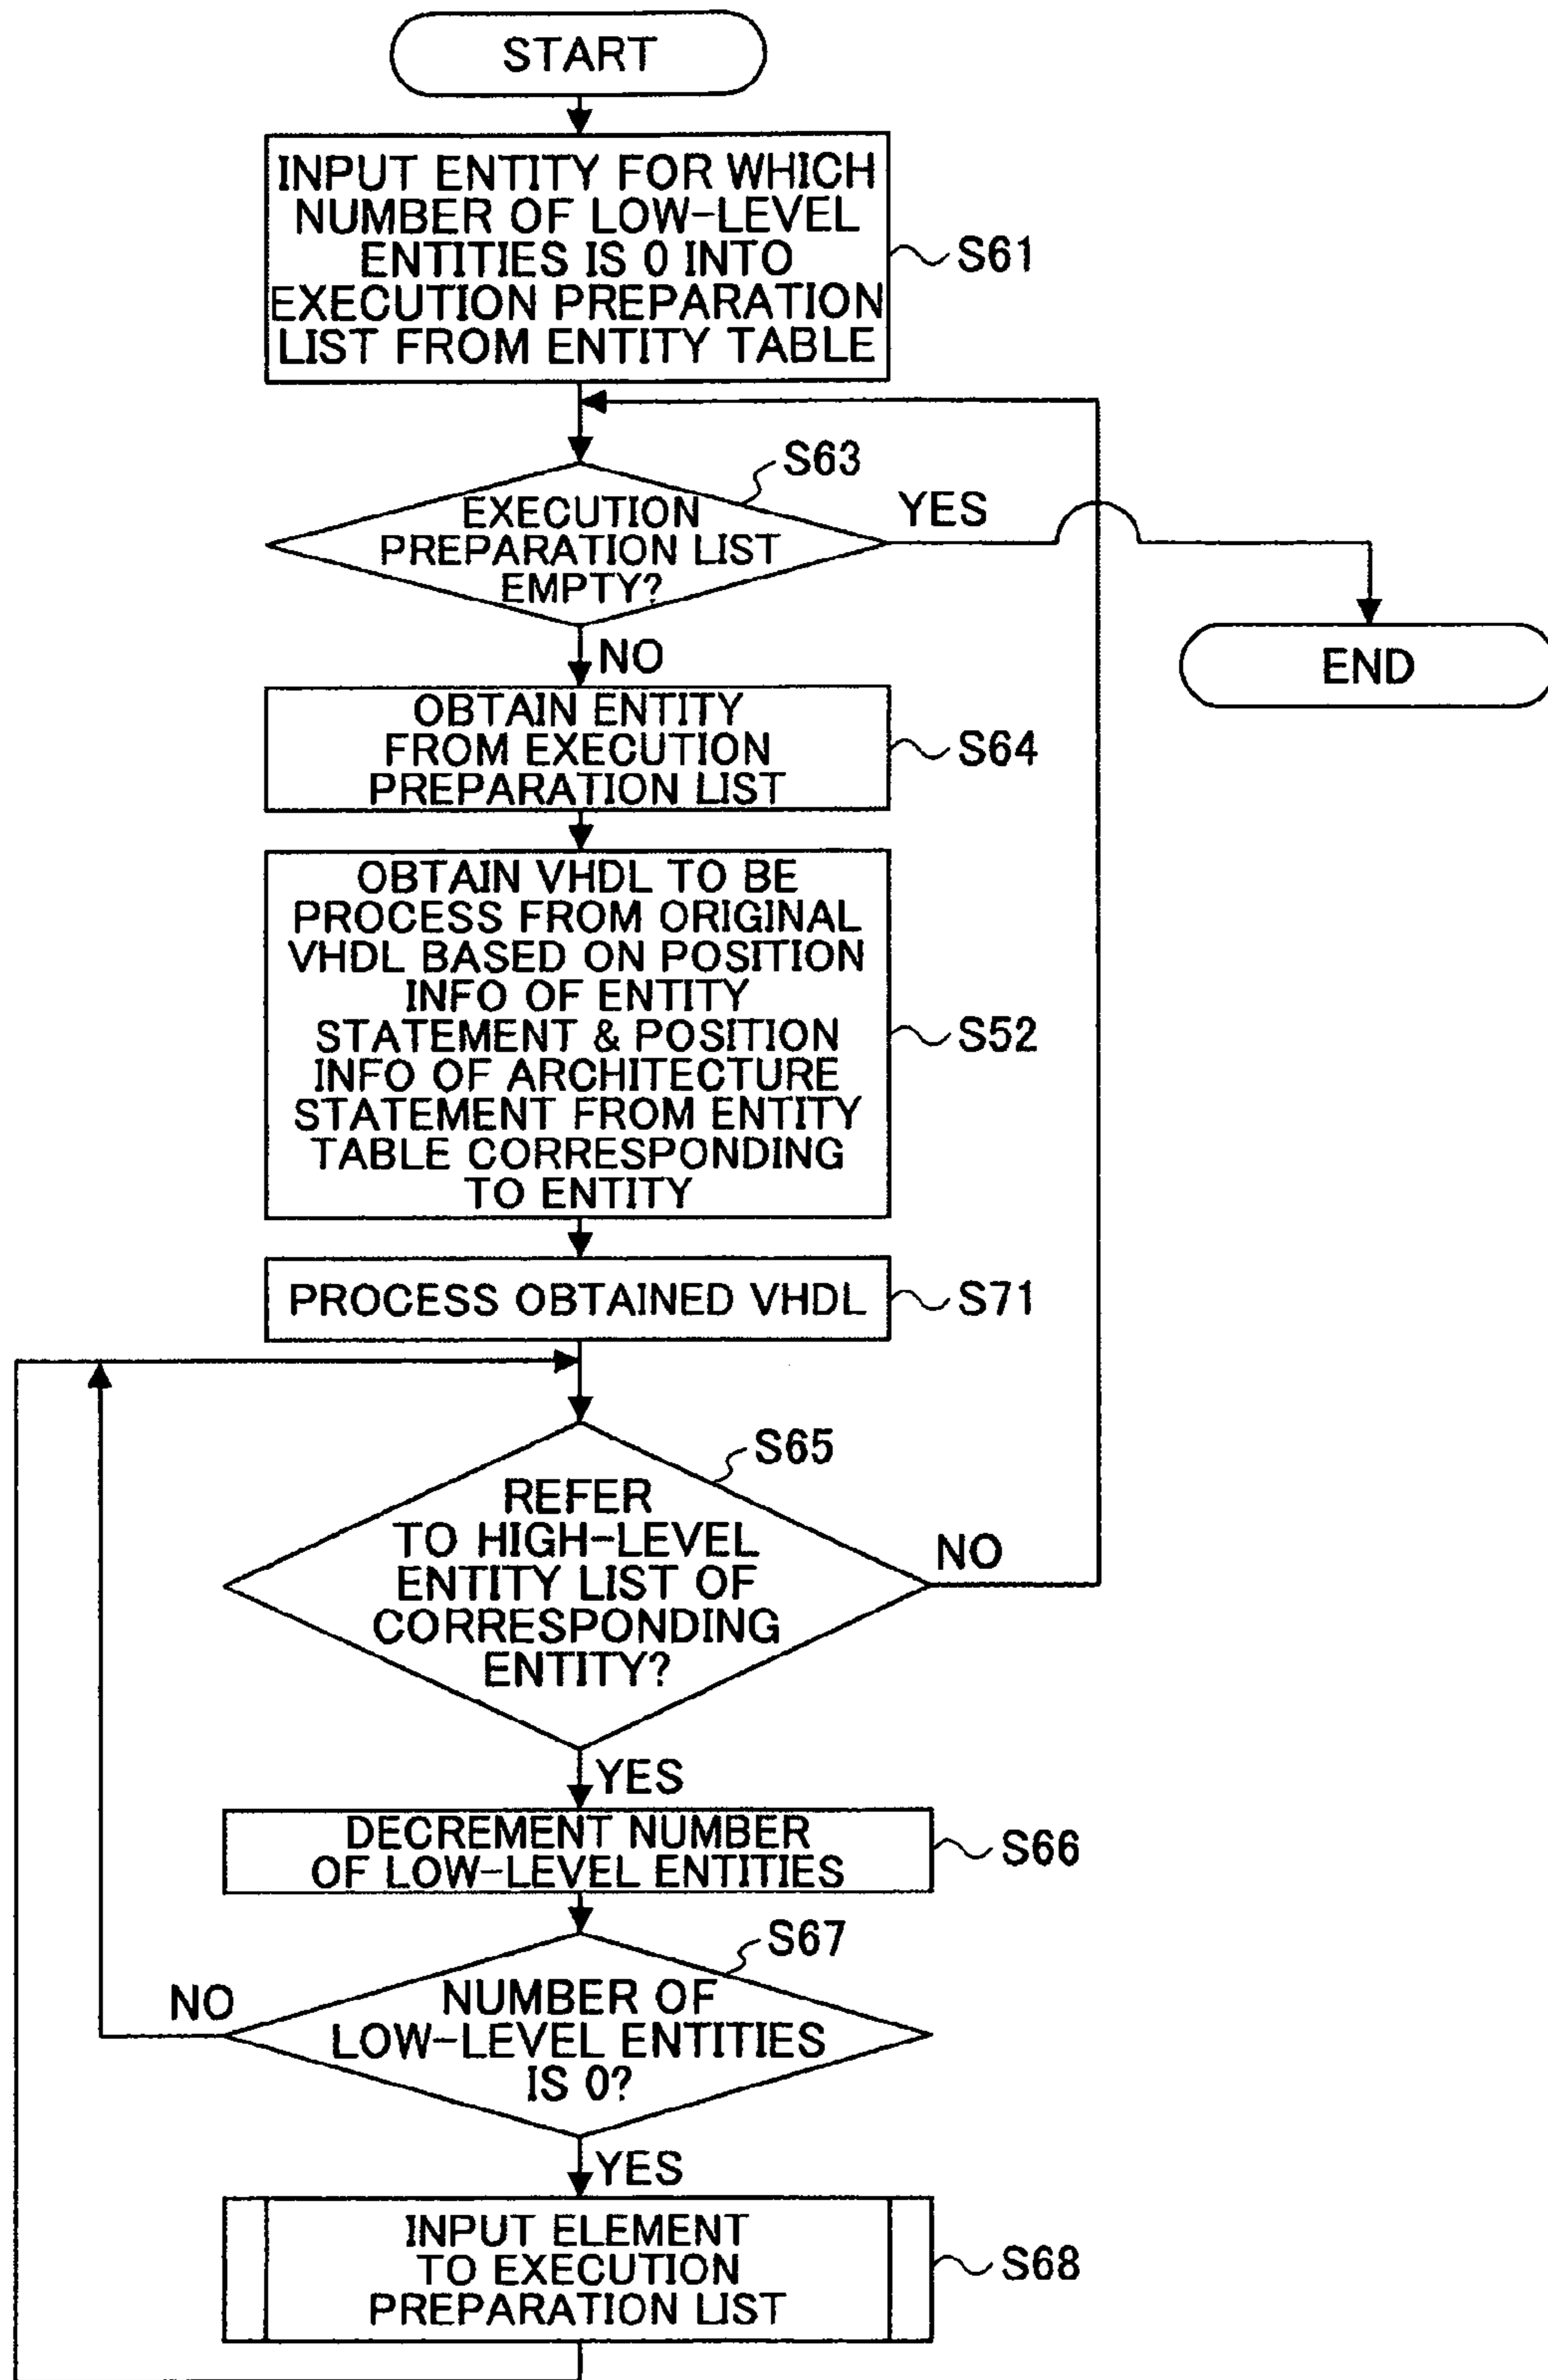 START
INPUT ENTITY FOR WHICH
NUMBER OF LOW-LEVEL
ENTITIES IS 0 INTO
EXECUTION PREPARATION
LIST FROM ENTITY TABLE
S61
S63
EXECUTION
PREPARATION LIST
EMPTY?
YES
END
NO
OBTAIN ENTITY
FROM EXECUTION
PREPARATION LIST
S64
OBTAIN VHDL TO BE
PROCESS FROM ORIGINAL
VHDL BASED ON POSITION
INFO OF ENTITY
STATEMENT & POSITION
INFO OF ARCHITECTURE
STATEMENT FROM ENTITY
TABLE CORRESPONDING
TO ENTITY
S52
PROCESS OBTAINED VHDL
S71
S65
REFER
TO HIGH-LEVEL
ENTITY LIST OF
CORRESPONDING
ENTITY?
NO
YES
DECREMENT NUMBER
OF LOW-LEVEL ENTITIES
S66
S67
NUMBER OF
LOW-LEVEL ENTITIES
IS 0?
NO
YES
INPUT ELEMENT
TO EXECUTION
PREPARATION LIST
S68